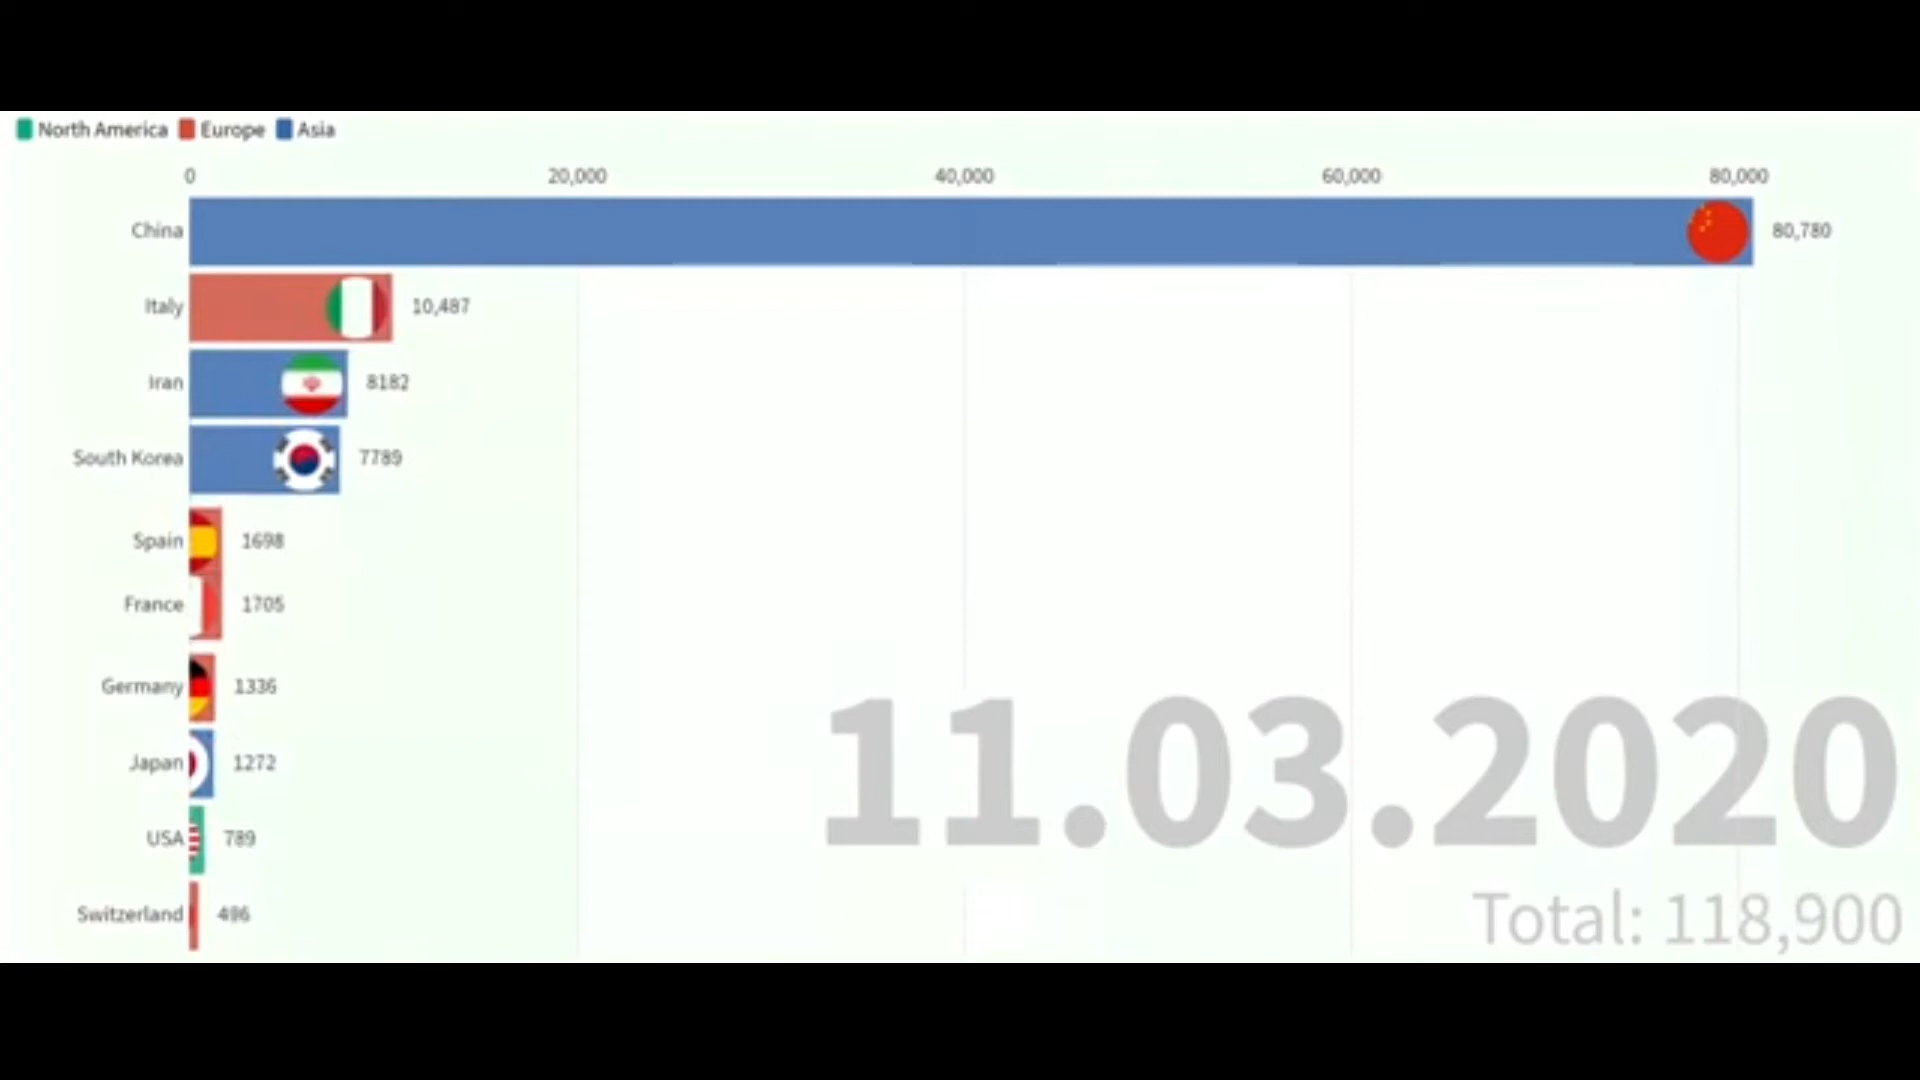 North America Europe Asia
0 20,000 40,000 60,000 80,000
China 80,780
Italy 10,487
Iran 8182
South Korea 7789
Spain 1698
France 1705
Germany 1336
Japan 1272
USA 789
Switzerland 496
11.03.2020
Total: 118,900